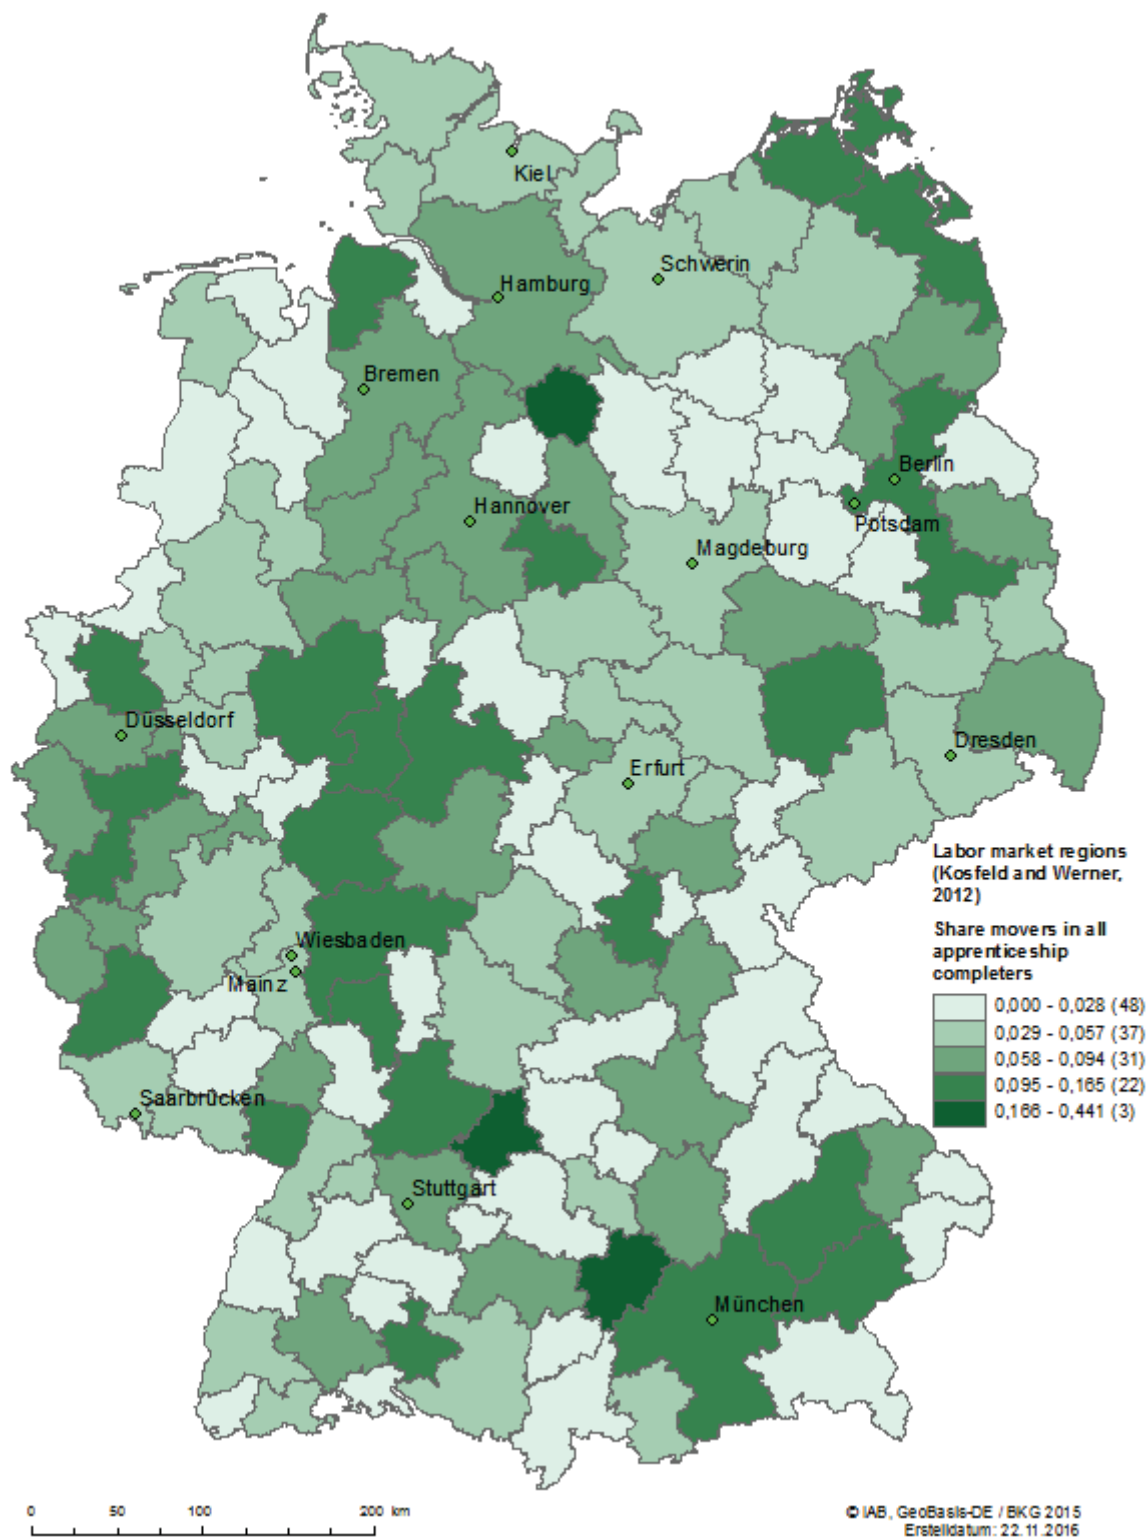 Kiel
Schwerin
Hamburg
Bremen
Berlin
Hannover
Potsdam
Magdeburg
Düsseldorf
Dresden
Erfurt
Labor market regions
(Kosfeld and Werner,
2012)
Share movers in all
apprenticeship
completers
Wiesbaden
Mainz
0,000 - 0,028 (48)
0,029 - 0,057 (37)
0,058 - 0,094 (31)
0,095 - 0,165 (22)
0,166 - 0,441 (3)
Saarbrücken
Stuttgart
München
0 50 100 200 km
© IAB, GeoBasis-DE / BKG 2015
Erstelldatum: 22.11.2016